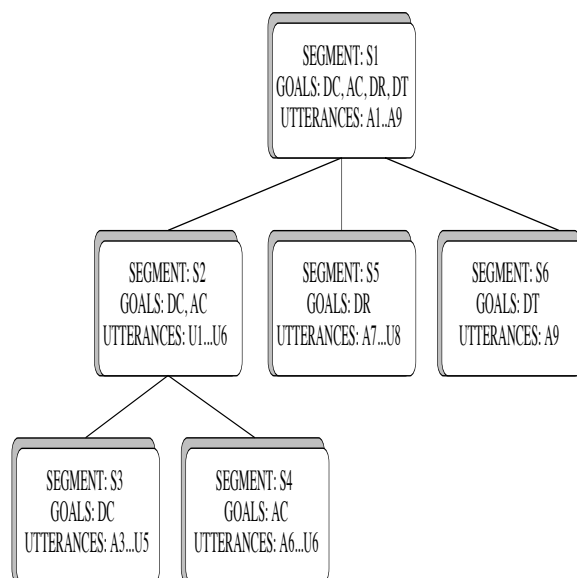 SEGMENT: S1
GOALS: DC, AC, DR, DT
UTTERANCES: A1..A9
SEGMENT: S2
GOALS: DC, AC
UTTERANCES: U1...U6
SEGMENT: S5
GOALS: DR
UTTERANCES: A7...U8
SEGMENT: S6
GOALS: DT
UTTERANCES: A9
SEGMENT: S3
GOALS: DC
UTTERANCES: A3...U5
SEGMENT: S4
GOALS: AC
UTTERANCES: A6...U6